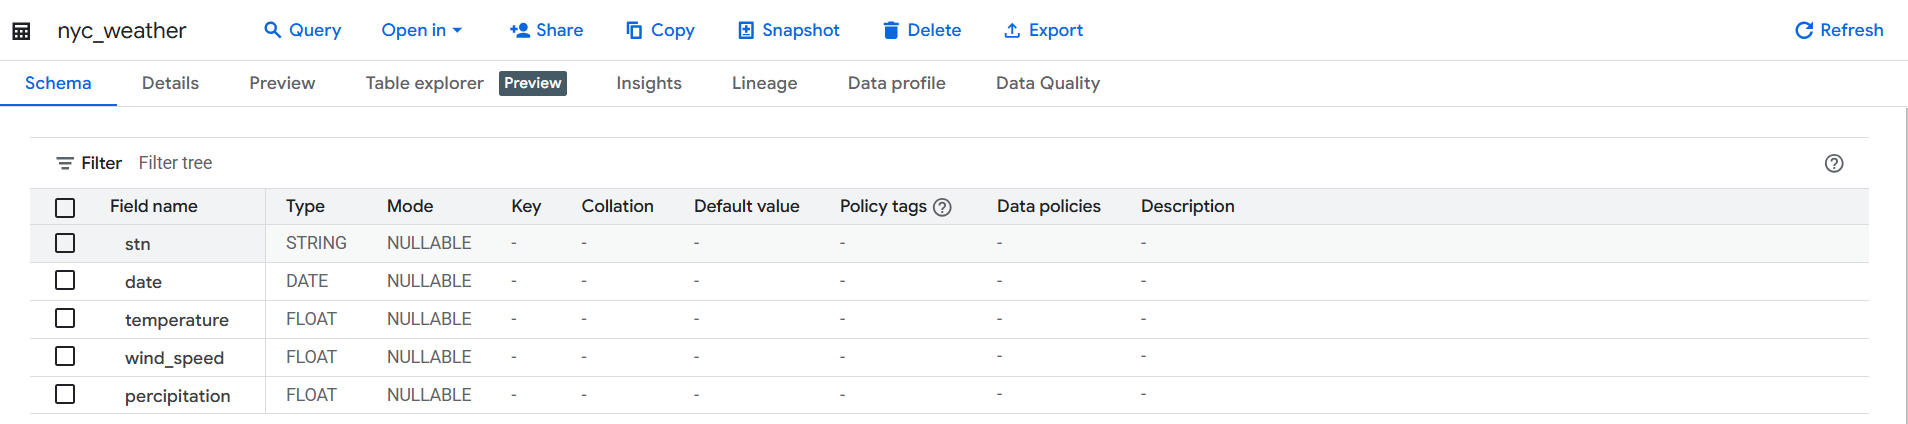 nyc_weather Query Open in Share Copy Snapshot Delete Export Refresh
Schema Details Preview Table explorer Preview Insights Lineage Data profile Data Quality
Filter Filter tree
Field name Type Mode Key Collation Default value Policy tags Data policies Description
stn STRING NULLABLE - - - - - -
date DATE NULLABLE - - - - - -
temperature FLOAT NULLABLE - - - - - -
wind_speed FLOAT NULLABLE - - - - - -
percipitation FLOAT NULLABLE - - - - - -